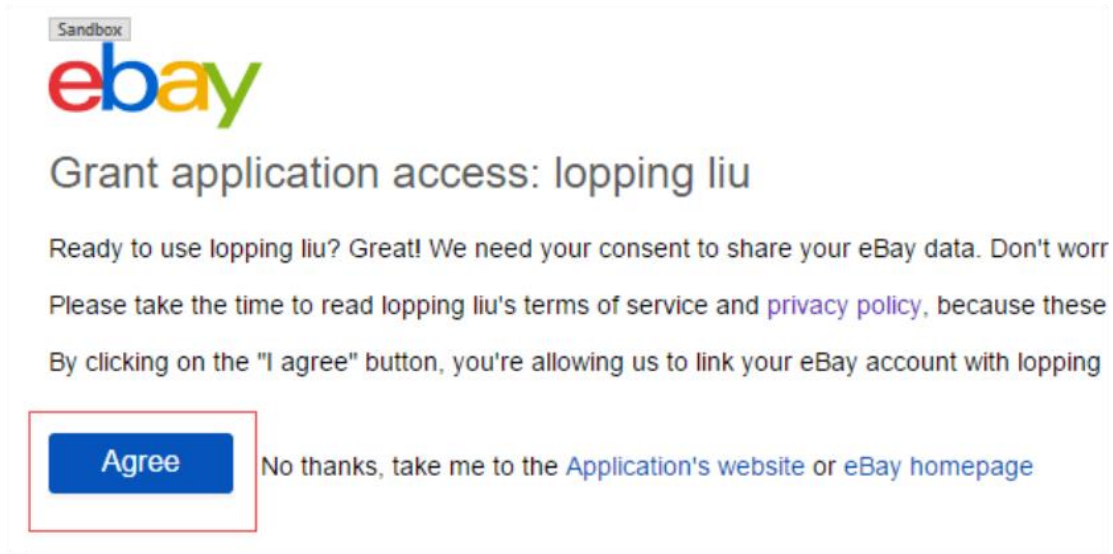 Sandbox
ebay
Grant application access: lopping liu
Ready to use lopping liu? Great! We need your consent to share your eBay data. Don't worr
Please take the time to read lopping liu's terms of service and privacy policy, because these
By clicking on the "I agree" button, you're allowing us to link your eBay account with lopping
Agree No thanks, take me to the Application's website or eBay homepage